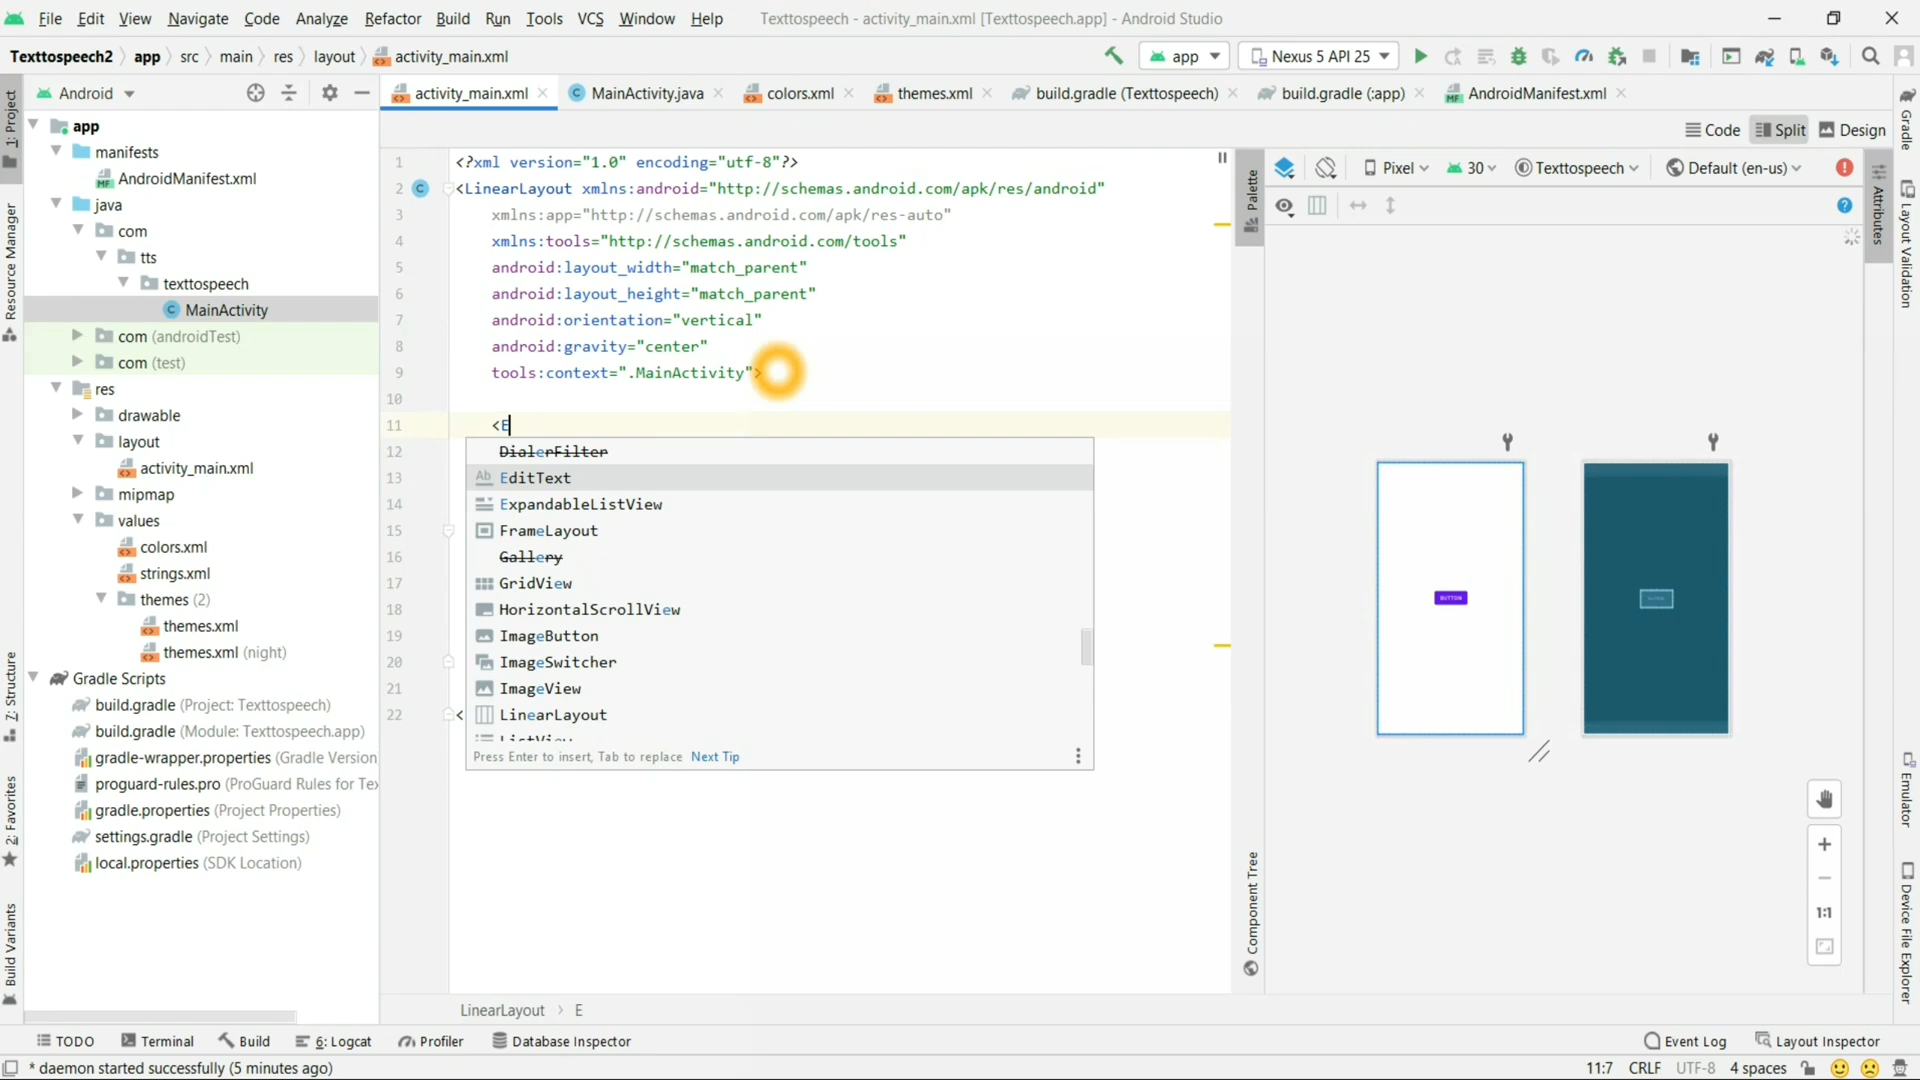 File Edit View Navigate Code Analyze Refactor Build Run Tools VCS Window Help Texttospeech - activity_main.xml [Texttospeech.app] - Android Studio
Texttospeech2 app src main res layout activity_main.xml app Nexus 5 API 25
Android activity_main.xml MainActivity.java colors.xml themes.xml build.gradle (Texttospeech) build.gradle (:app) AndroidManifest.xml
Code Split Design
1: Project
Resource Manager
7: Structure
2: Favorites
Build Variants
app
manifests
AndroidManifest.xml
java
com
tts
texttospeech
MainActivity
com (androidTest)
com (test)
res
drawable
layout
activity_main.xml
mipmap
values
colors.xml
strings.xml
themes (2)
themes.xml
themes.xml (night)
Gradle Scripts
build.gradle (Project: Texttospeech)
build.gradle (Module: Texttospeech.app)
gradle-wrapper.properties (Gradle Version
proguard-rules.pro (ProGuard Rules for Tex
gradle.properties (Project Properties)
settings.gradle (Project Settings)
local.properties (SDK Location)
1 <?xml version="1.0" encoding="utf-8"?>
2 C <LinearLayout xmlns:android="http://schemas.android.com/apk/res/android"
3 xmlns:app="http://schemas.android.com/apk/res-auto"
4 xmlns:tools="http://schemas.android.com/tools"
5 android:layout_width="match_parent"
6 android:layout_height="match_parent"
7 android:orientation="vertical"
8 android:gravity="center"
9 tools:context=".MainActivity">
10
11 <E
12 DialerFilter
13 Ab EditText
14 ExpandableListView
15 FrameLayout
16 Gallery
17 GridView
18 HorizontalScrollView
19 ImageButton
20 ImageSwitcher
21 ImageView
22 < LinearLayout
ListView
Press Enter to insert, Tab to replace Next Tip
Palette
Component Tree
Pixel 30 Texttospeech Default (en-us)
BUTTON
1:1
Attributes
Gradle
Layout Validation
Emulator
Device File Explorer
LinearLayout E
TODO Terminal Build 6: Logcat Profiler Database Inspector Event Log Layout Inspector
* daemon started successfully (5 minutes ago) 11:7 CRLF UTF-8 4 spaces